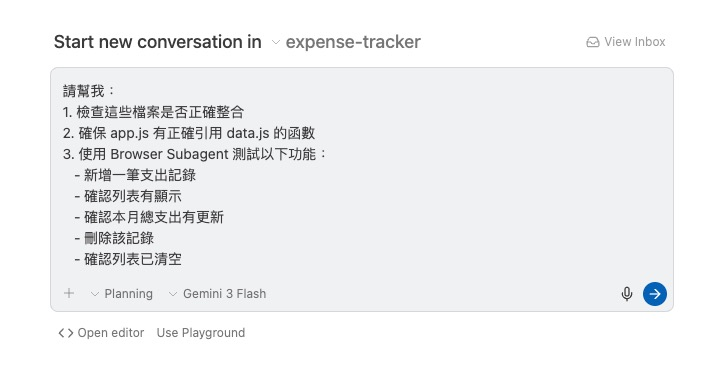 Start new conversation in expense-tracker
View Inbox
請幫我：
1. 檢查這些檔案是否正確整合
2. 確保 app.js 有正確引用 data.js 的函數
3. 使用 Browser Subagent 測試以下功能：
- 新增一筆支出記錄
- 確認列表有顯示
- 確認本月總支出有更新
- 刪除該記錄
- 確認列表已清空
Planning Gemini 3 Flash
Open editor Use Playground